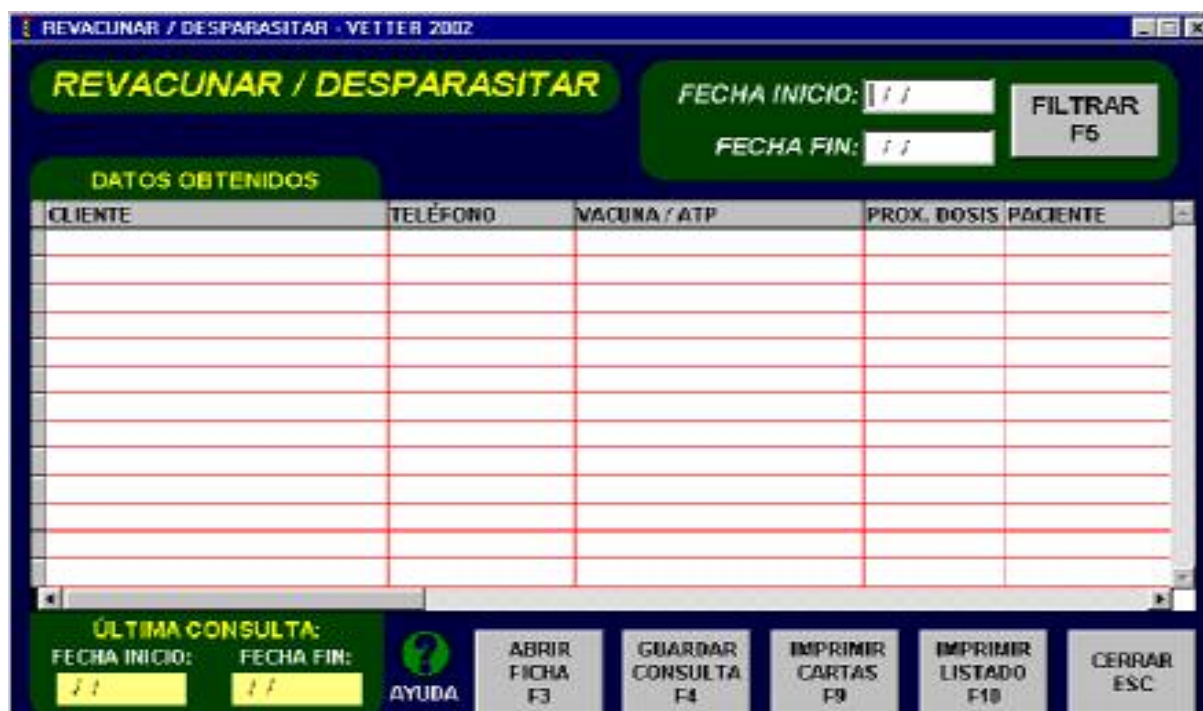 REVACUNAR / DESPARASITAR - VETTER 2002
REVACUNAR / DESPARASITAR
FECHA INICIO: / /
FECHA FIN: / /
FILTRAR
F5
DATOS OBTENIDOS
CLIENTE TELÉFONO VACUNA / ATP PROX. DOSIS PACIENTE
ÚLTIMA CONSULTA:
FECHA INICIO: FECHA FIN:
/ / / /
AYUDA
ABRIR
FICHA
F3
GUARDAR
CONSULTA
F4
IMPRIMIR
CARTAS
F9
IMPRIMIR
LISTADO
F10
CERRAR
ESC